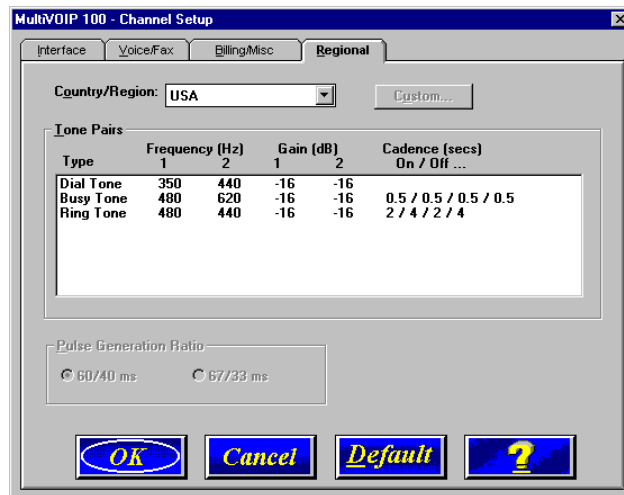 MultiVOIP 100 - Channel Setup
Interface Voice/Fax Billing/Misc Regional
Country/Region: USA Custom...
Tone Pairs
Frequency (Hz) Gain (dB) Cadence (secs)
Type 1 2 1 2 On / Off ...
Dial Tone 350 440 -16 -16
Busy Tone 480 620 -16 -16 0.5 / 0.5 / 0.5 / 0.5
Ring Tone 480 440 -16 -16 2 / 4 / 2 / 4
Pulse Generation Ratio
60/40 ms 67/33 ms
OK Cancel Default ?